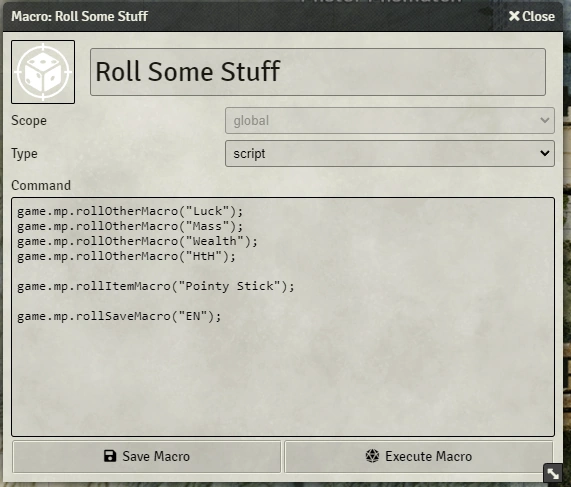 Macro: Roll Some Stuff
Close
Roll Some Stuff
Scope
global
Type
script
Command
game.mp.rollOtherMacro("Luck");
game.mp.rollOtherMacro("Mass");
game.mp.rollOtherMacro("Wealth");
game.mp.rollOtherMacro("HtH");
game.mp.rollItemMacro("Pointy Stick");
game.mp.rollSaveMacro("EN");
Save Macro
Execute Macro